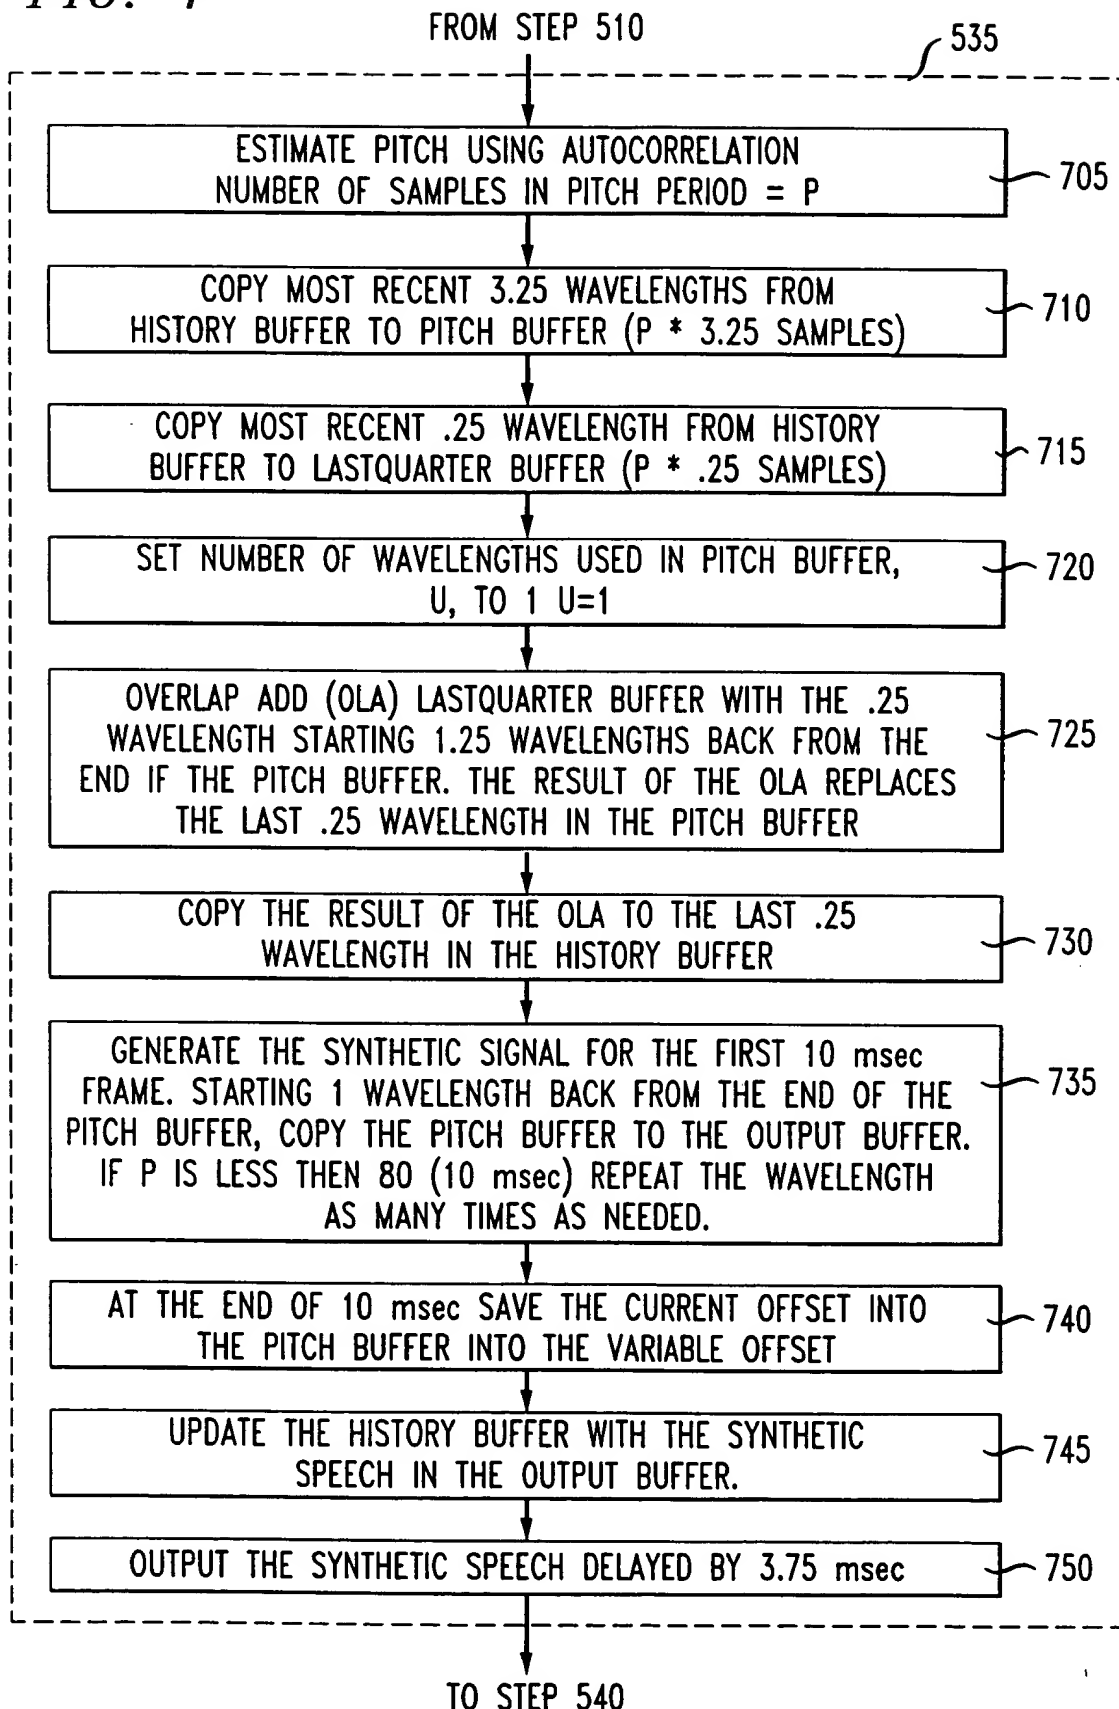 FIG. 7
FROM STEP 510
535
ESTIMATE PITCH USING AUTOCORRELATION
NUMBER OF SAMPLES IN PITCH PERIOD = P
705
COPY MOST RECENT 3.25 WAVELENGTHS FROM
HISTORY BUFFER TO PITCH BUFFER (P * 3.25 SAMPLES)
710
COPY MOST RECENT .25 WAVELENGTH FROM HISTORY
BUFFER TO LASTQUARTER BUFFER (P * .25 SAMPLES)
715
SET NUMBER OF WAVELENGTHS USED IN PITCH BUFFER,
U, TO 1 U=1
720
OVERLAP ADD (OLA) LASTQUARTER BUFFER WITH THE .25
WAVELENGTH STARTING 1.25 WAVELENGTHS BACK FROM THE
END IF THE PITCH BUFFER. THE RESULT OF THE OLA REPLACES
THE LAST .25 WAVELENGTH IN THE PITCH BUFFER
725
COPY THE RESULT OF THE OLA TO THE LAST .25
WAVELENGTH IN THE HISTORY BUFFER
730
GENERATE THE SYNTHETIC SIGNAL FOR THE FIRST 10 msec
FRAME. STARTING 1 WAVELENGTH BACK FROM THE END OF THE
PITCH BUFFER, COPY THE PITCH BUFFER TO THE OUTPUT BUFFER.
IF P IS LESS THEN 80 (10 msec) REPEAT THE WAVELENGTH
AS MANY TIMES AS NEEDED.
735
AT THE END OF 10 msec SAVE THE CURRENT OFFSET INTO
THE PITCH BUFFER INTO THE VARIABLE OFFSET
740
UPDATE THE HISTORY BUFFER WITH THE SYNTHETIC
SPEECH IN THE OUTPUT BUFFER.
745
OUTPUT THE SYNTHETIC SPEECH DELAYED BY 3.75 msec
750
TO STEP 540